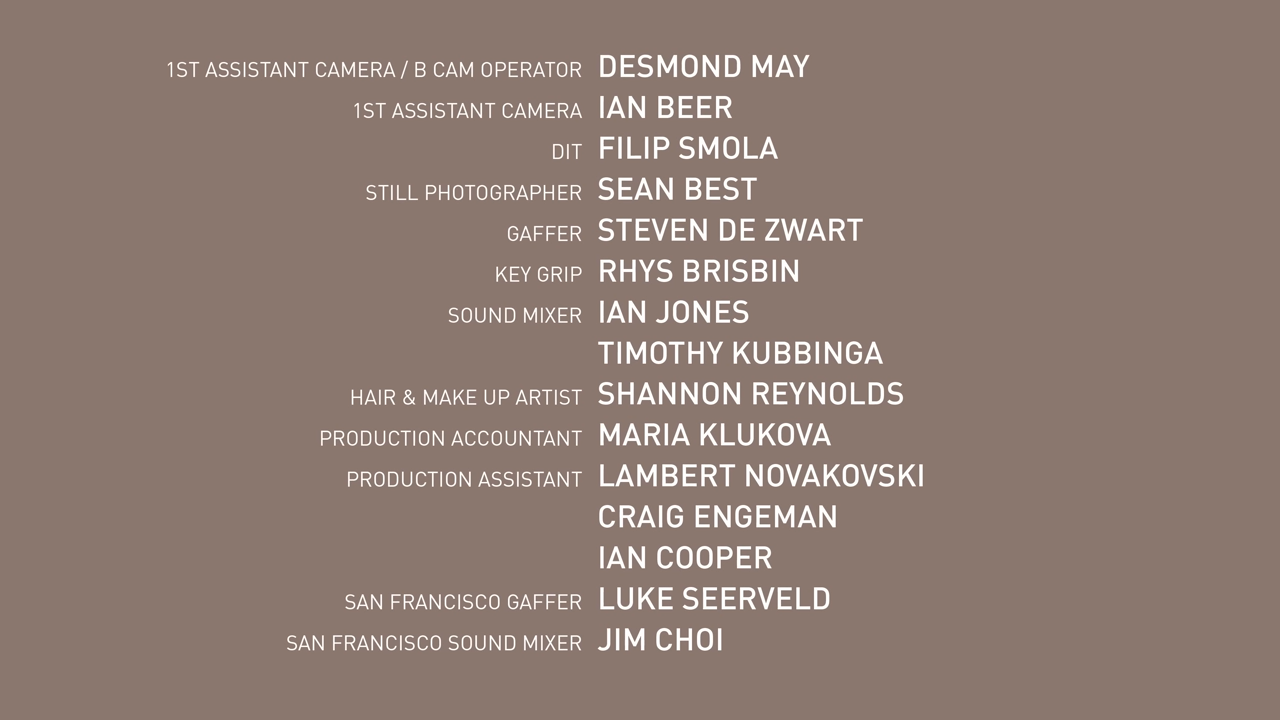 1ST ASSISTANT CAMERA / B CAM OPERATOR DESMOND MAY
1ST ASSISTANT CAMERA IAN BEER
DIT FILIP SMOLA
STILL PHOTOGRAPHER SEAN BEST
GAFFER STEVEN DE ZWART
KEY GRIP RHYS BRISBIN
SOUND MIXER IAN JONES
TIMOTHY KUBBINGA
HAIR & MAKE UP ARTIST SHANNON REYNOLDS
PRODUCTION ACCOUNTANT MARIA KLUKOVA
PRODUCTION ASSISTANT LAMBERT NOVAKOVSKI
CRAIG ENGEMAN
IAN COOPER
SAN FRANCISCO GAFFER LUKE SEERVELD
SAN FRANCISCO SOUND MIXER JIM CHOI